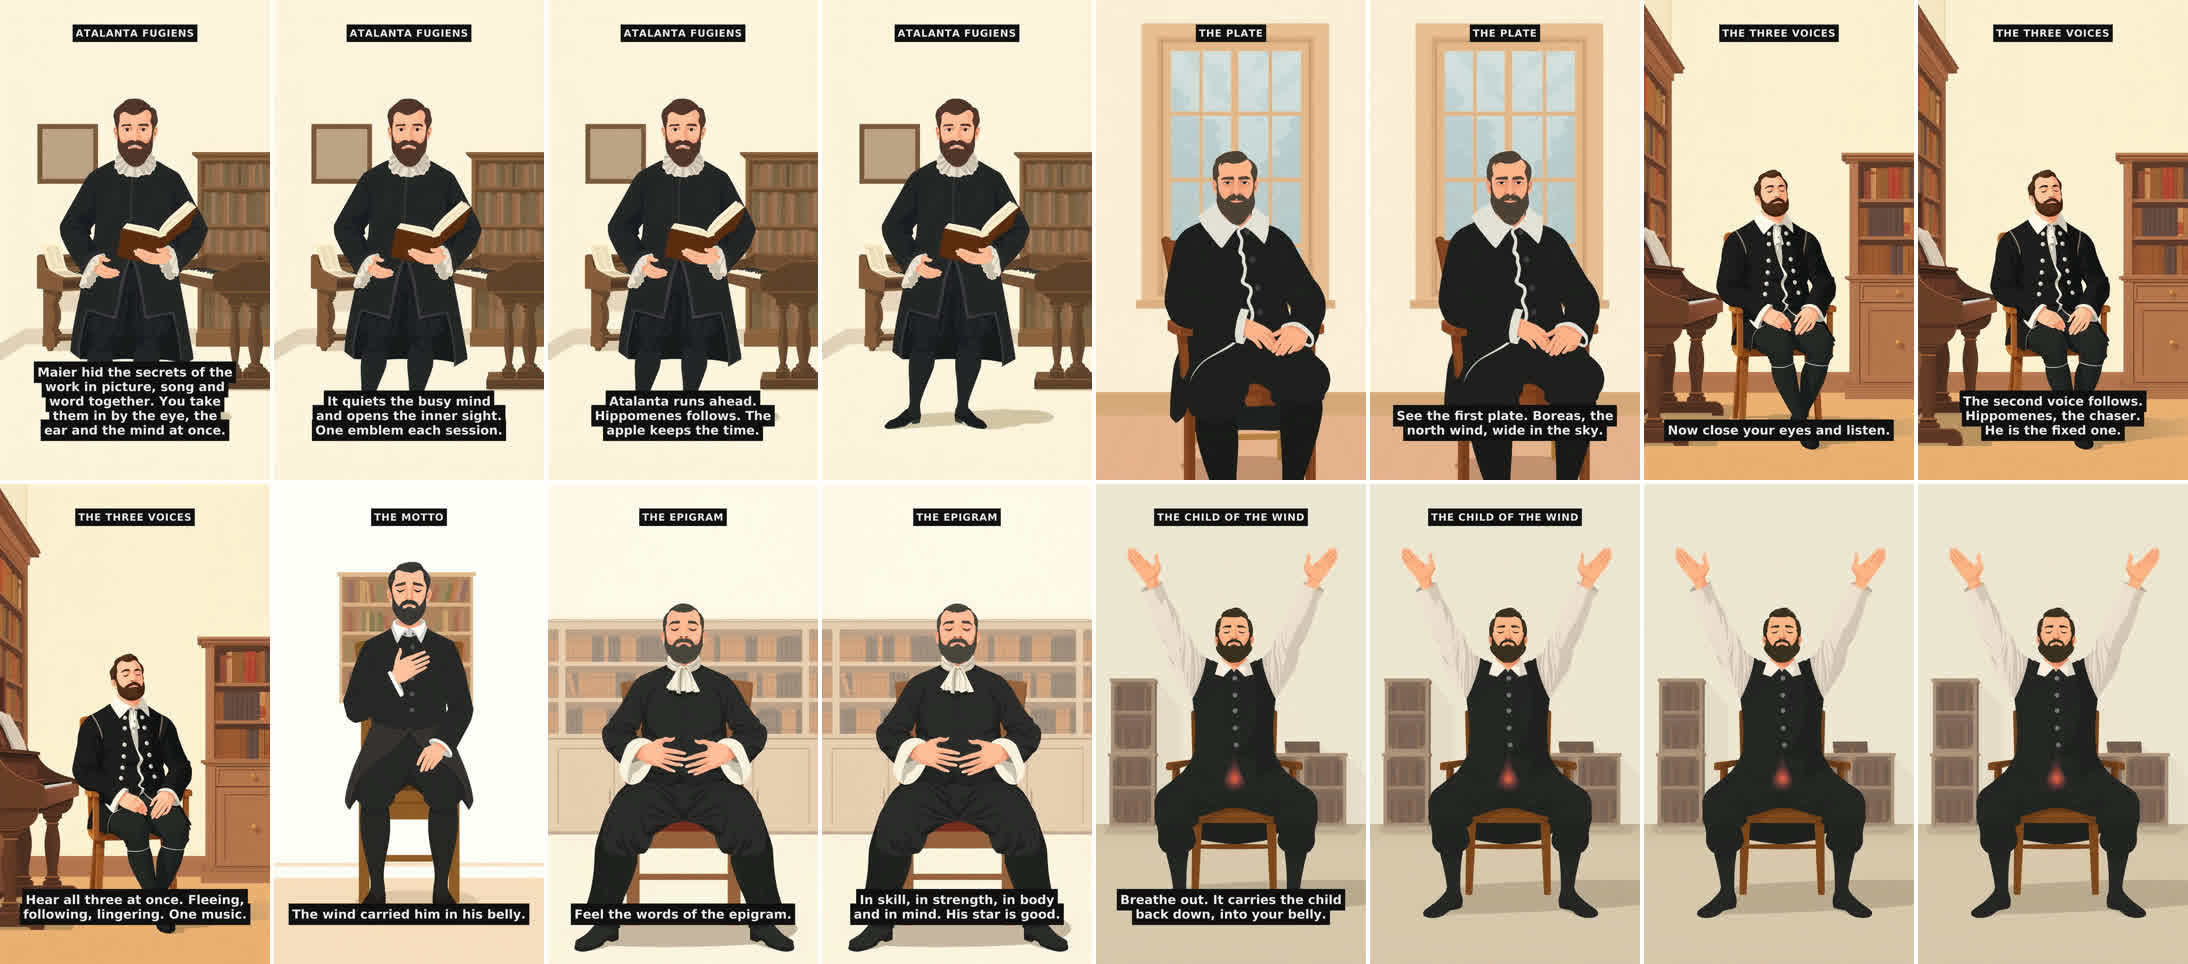 ATALANTA FUGIENS
Maier hid the secrets of the
work in picture, song and
word together. You take
them in by the eye, the
ear and the mind at once.
ATALANTA FUGIENS
It quiets the busy mind
and opens the inner sight.
One emblem each session.
ATALANTA FUGIENS
Atalanta runs ahead.
Hippomenes follows. The
apple keeps the time.
ATALANTA FUGIENS
THE PLATE
THE PLATE
See the first plate. Boreas, the
north wind, wide in the sky.
THE THREE VOICES
Now close your eyes and listen.
THE THREE VOICES
The second voice follows.
Hippomenes, the chaser.
He is the fixed one.
THE THREE VOICES
Hear all three at once. Fleeing,
following, lingering. One music.
THE MOTTO
The wind carried him in his belly.
THE EPIGRAM
Feel the words of the epigram.
THE EPIGRAM
In skill, in strength, in body
and in mind. His star is good.
THE CHILD OF THE WIND
Breathe out. It carries the child
back down, into your belly.
THE CHILD OF THE WIND